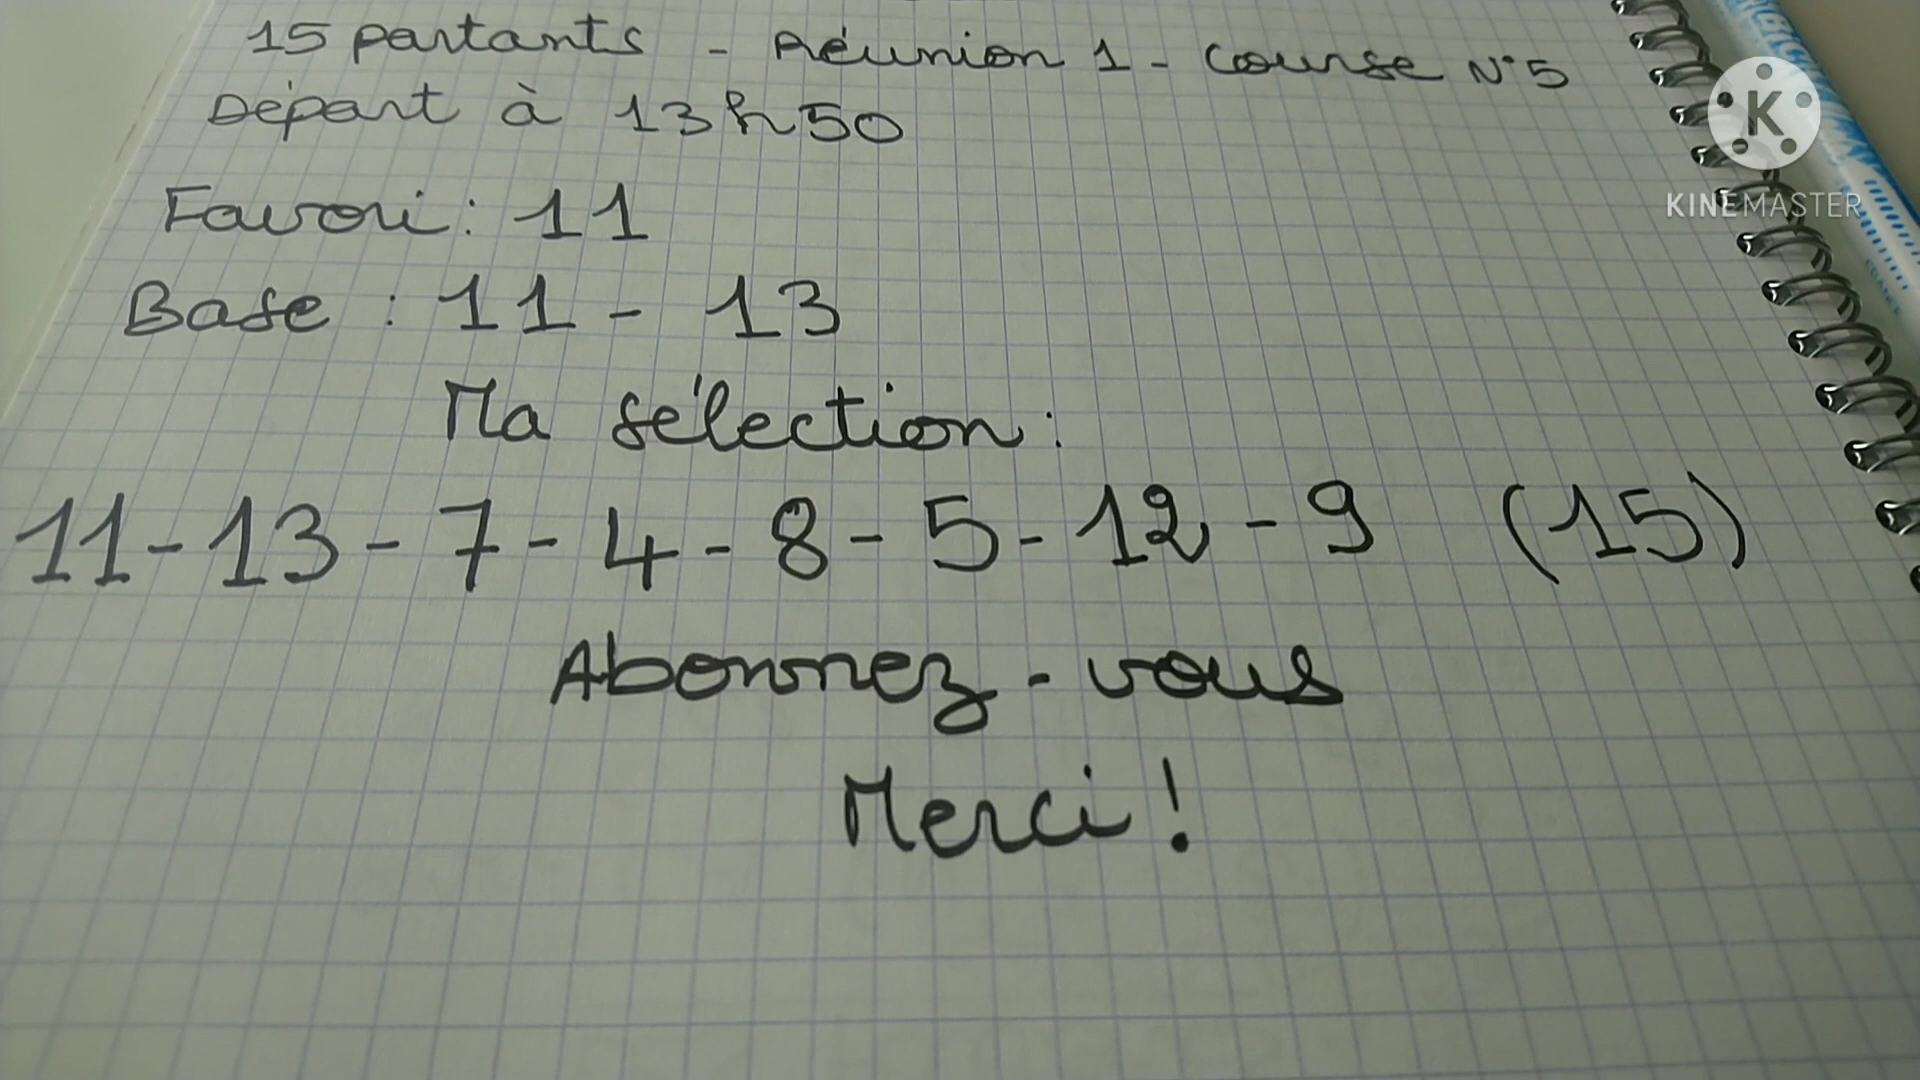 15 partants - Réunion 1 - Course N°5
Départ à 13h50
Favori : 11
Base : 11 - 13
Ma sélection :
11 - 13 - 7 - 4 - 8 - 5 - 12 - 9 (15)
Abonnez-vous
Merci !
K
KINEMASTER